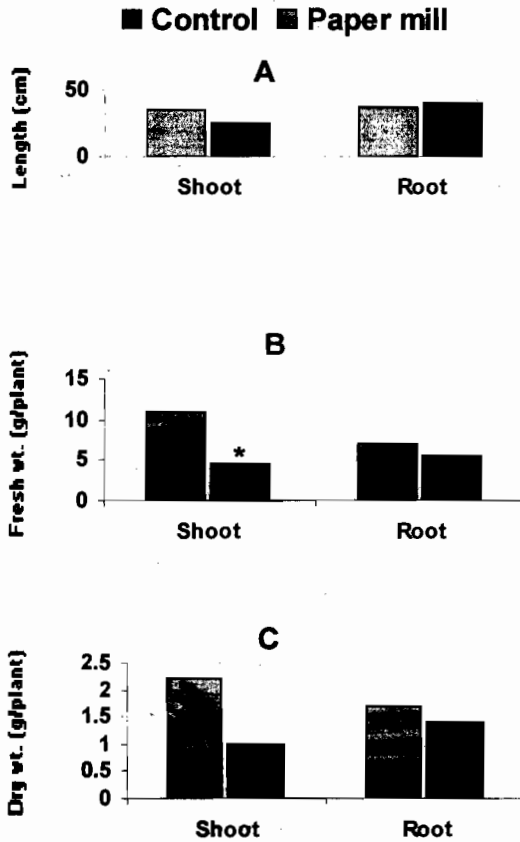 Control Paper mill
A
Length (cm)
50
0
Shoot Root
B
Fresh wt. (g/plant)
15
10
5
0
*
Shoot Root
C
Dry wt. (g/plant)
2.5
2
1.5
1
0.5
0
Shoot Root